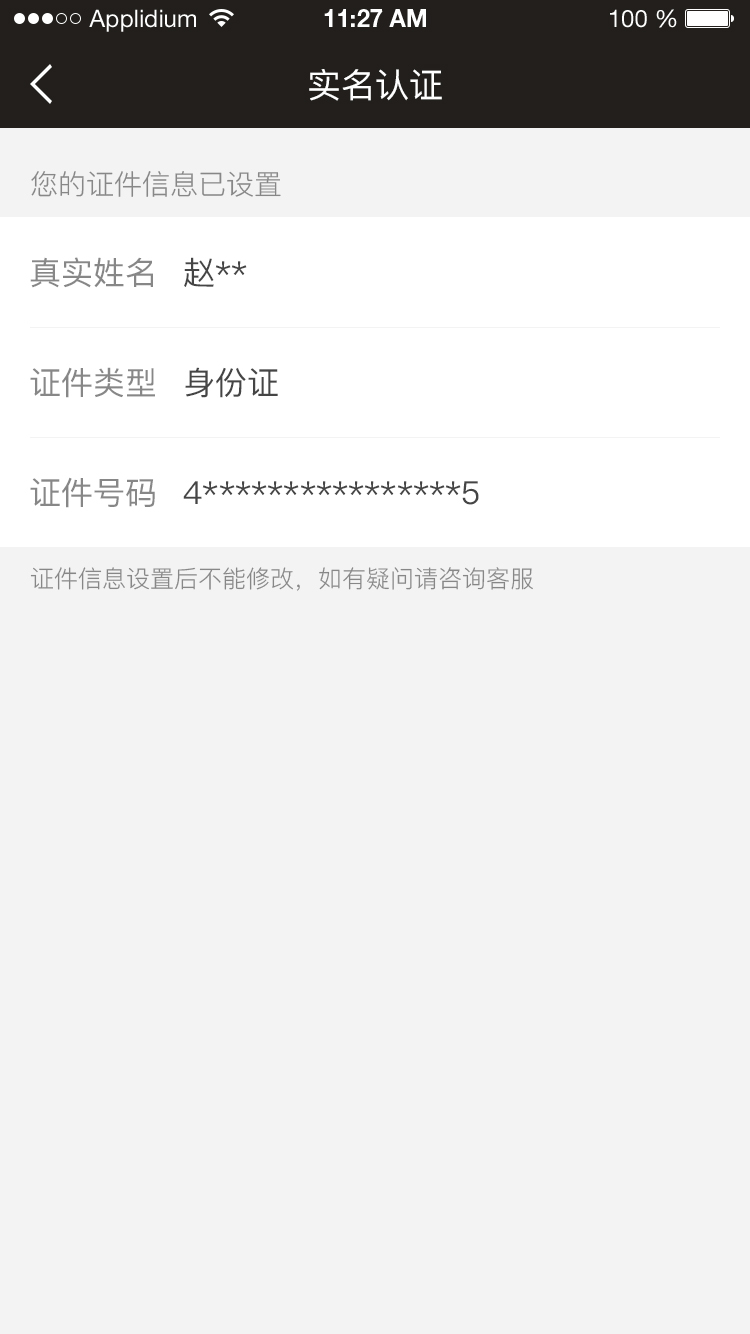 Applidium 11:27 AM 100 %
实名认证
您的证件信息已设置
真实姓名 赵**
证件类型 身份证
证件号码 4****************5
证件信息设置后不能修改，如有疑问请咨询客服